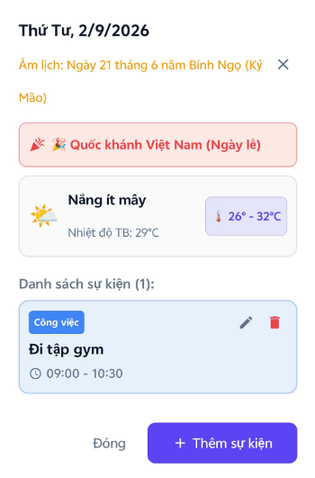 Thứ Tư, 2/9/2026
Âm lịch: Ngày 21 tháng 6 năm Bính Ngọ (Kỷ
Mão)
🎉 Quốc khánh Việt Nam (Ngày lễ)
Nắng ít mây
Nhiệt độ TB: 29°C
26° - 32°C
Danh sách sự kiện (1):
Công việc
Đi tập gym
09:00 - 10:30
Đóng
+ Thêm sự kiện